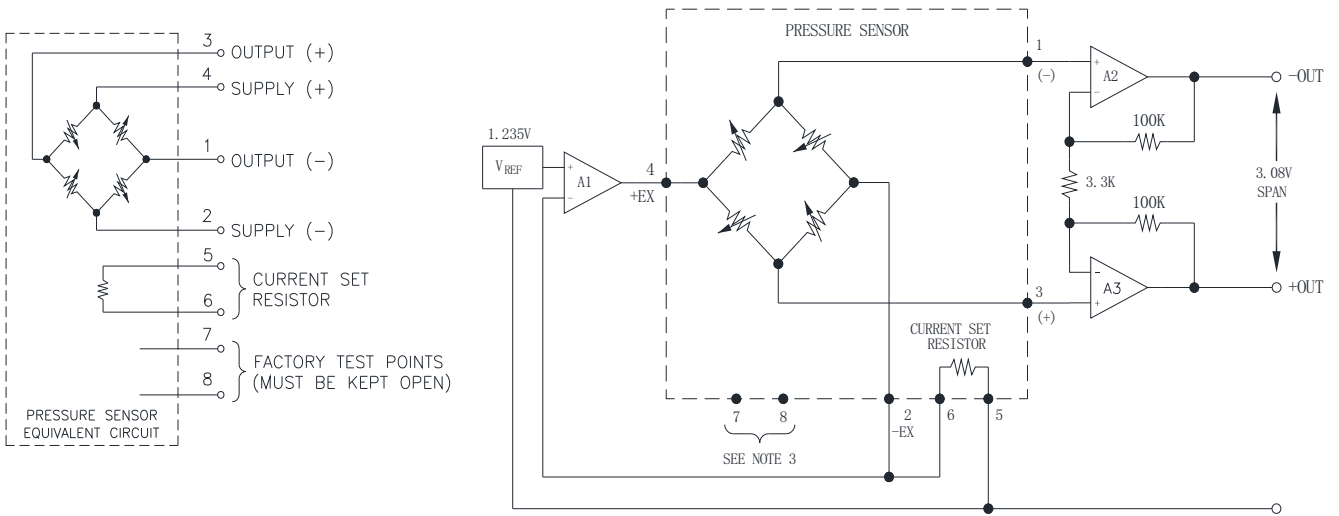 3
OUTPUT (+)
4
SUPPLY (+)
1
OUTPUT (-)
2
SUPPLY (-)
5
CURRENT SET
RESISTOR
6
7
FACTORY TEST POINTS
(MUST BE KEPT OPEN)
8
PRESSURE SENSOR
EQUIVALENT CIRCUIT
PRESSURE SENSOR
1.235V
VREF
+
-
A1
4
+EX
1
(-)
+
-
A2
-OUT
100K
3.3K
3.08V
SPAN
100K
-
+
A3
+OUT
3
(+)
CURRENT SET
RESISTOR
7
8
2
-EX
6
5
SEE NOTE 3